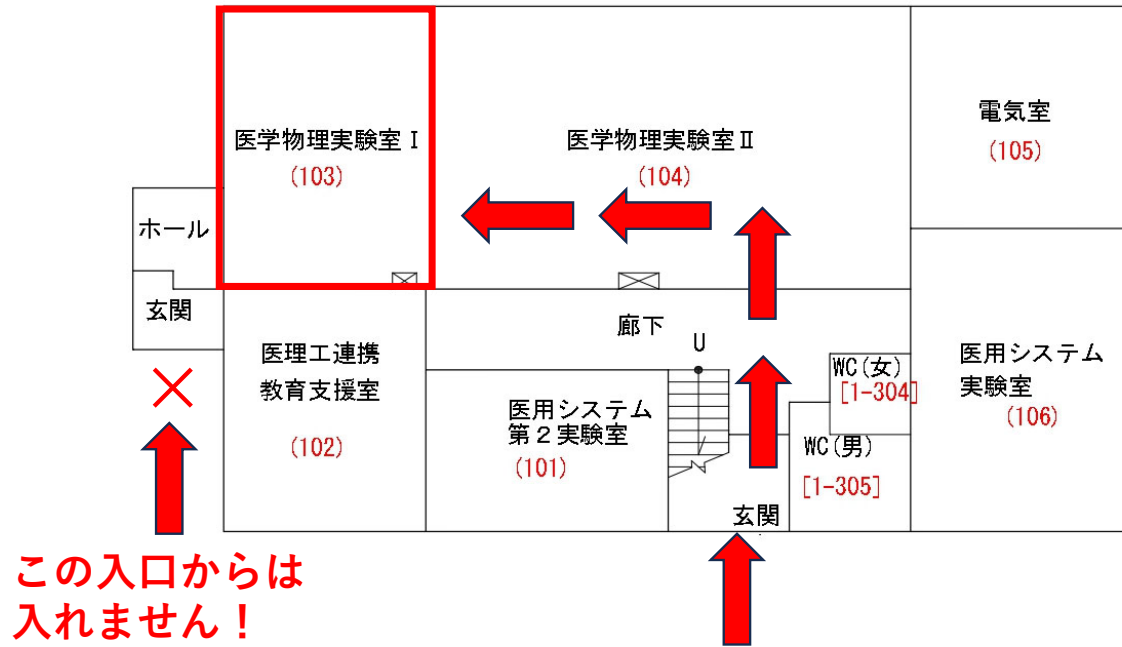 医学物理実験室Ⅰ
(103)
医学物理実験室Ⅱ
(104)
電気室
(105)
ホール
玄関
医理工連携
教育支援室
(102)
廊下
U
医用システム
第2実験室
(101)
WC(女)
[1-304]
WC(男)
[1-305]
玄関
医用システム
実験室
(106)
この入口からは
入れません！